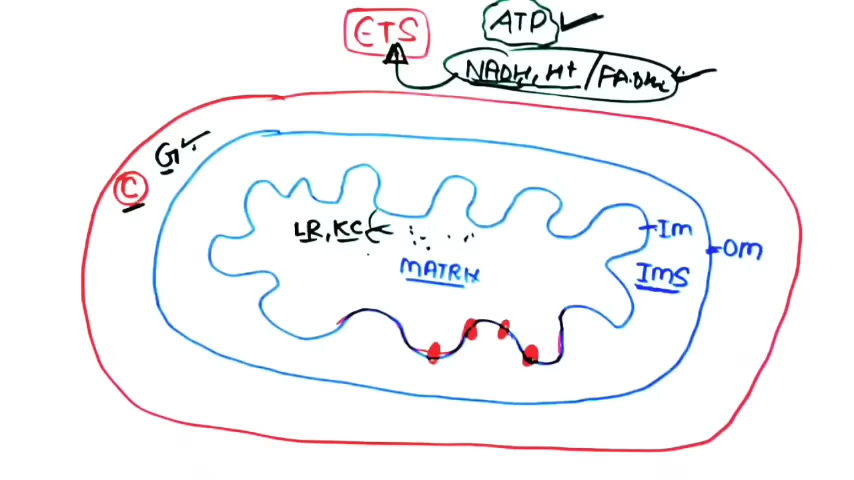 ETS
ATP
NADH, H+ / FADH2
G
C
LR, KC
Im
MATRIX
IMS
OM